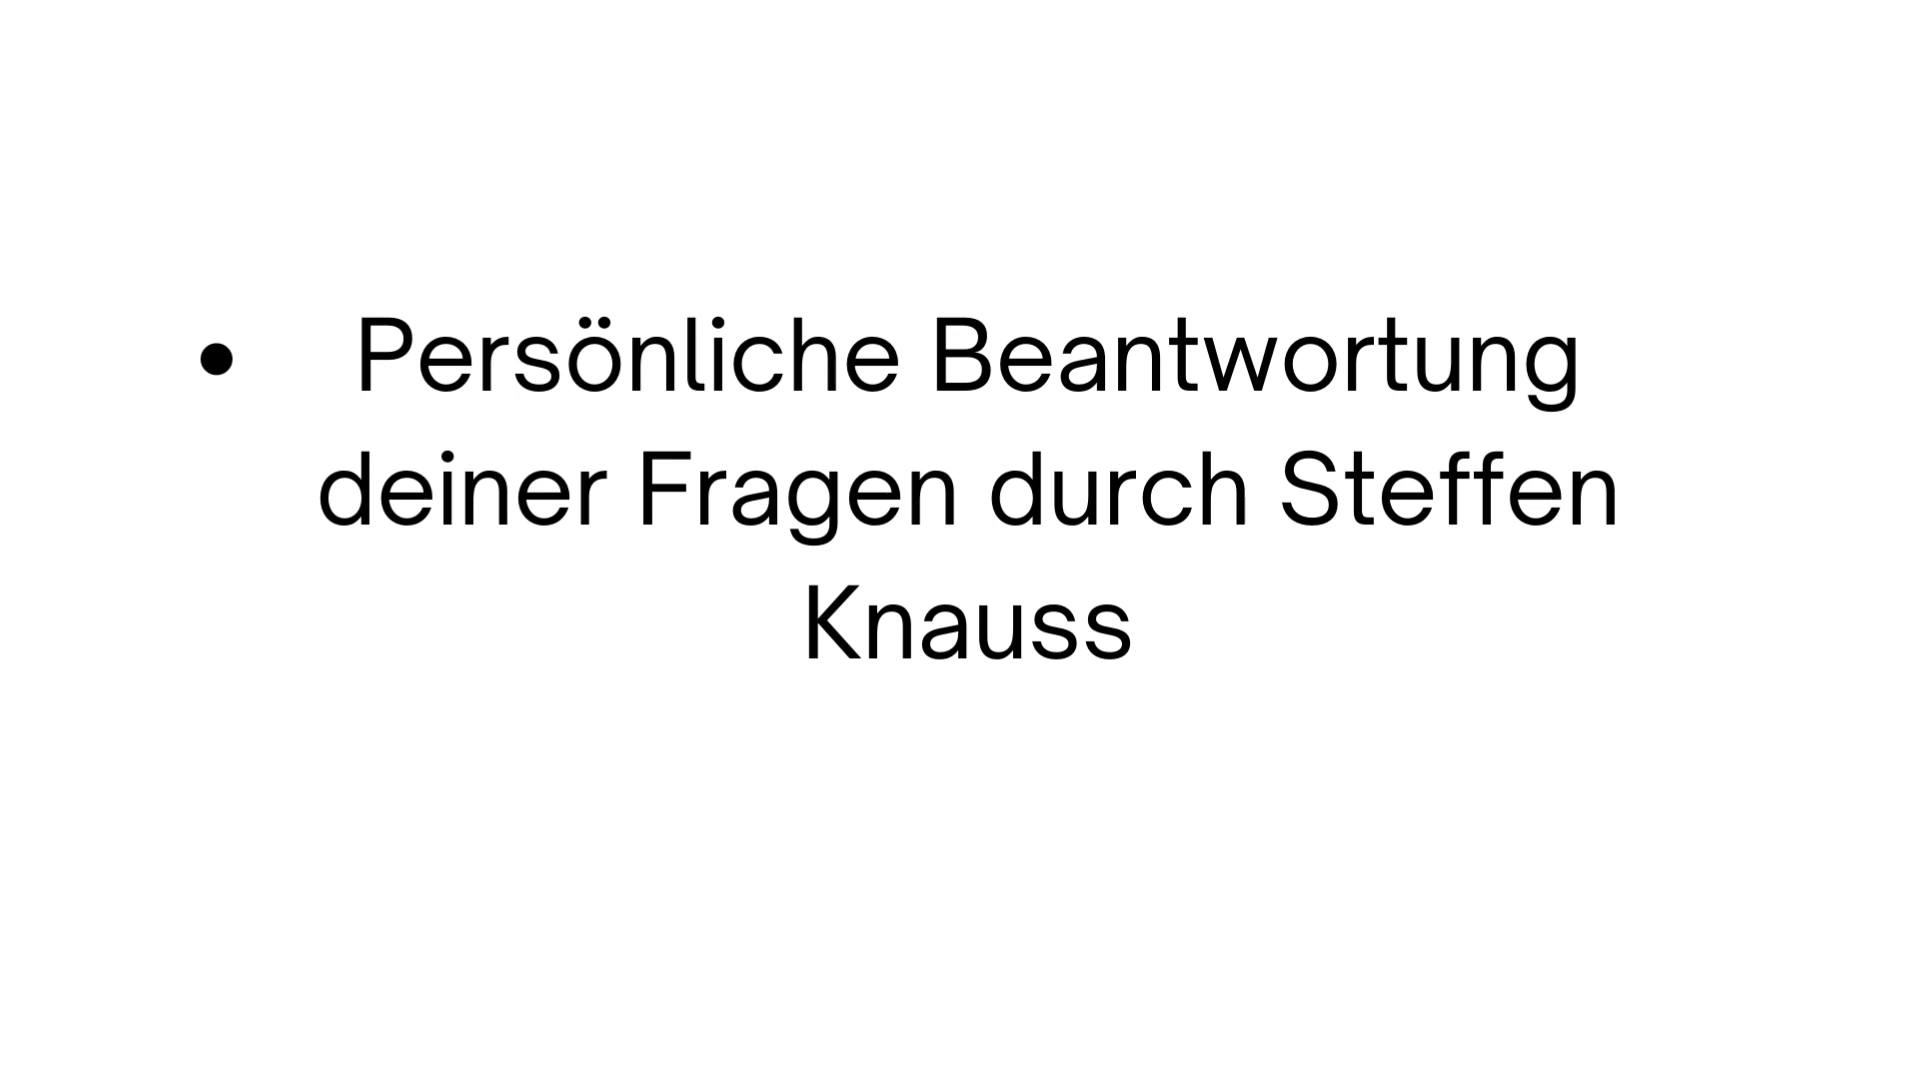 • Persönliche Beantwortung
deiner Fragen durch Steffen
Knauss